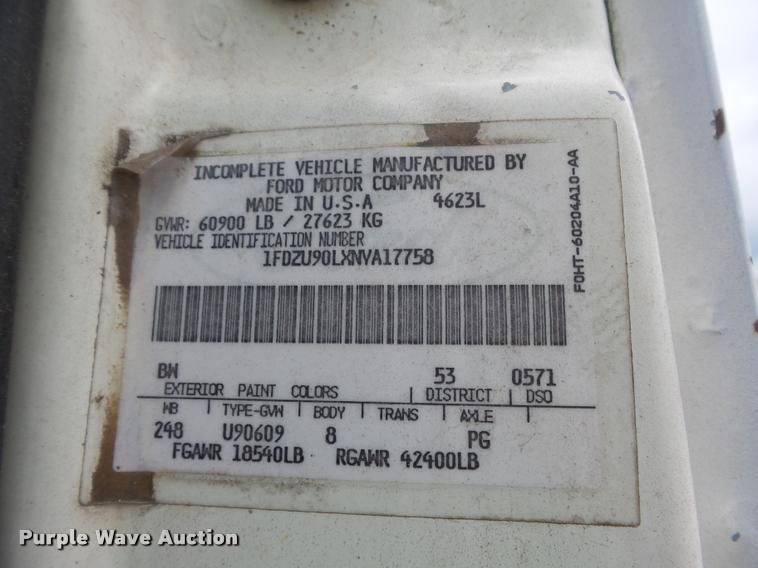 INCOMPLETE VEHICLE MANUFACTURED BY
FORD MOTOR COMPANY
MADE IN U.S.A 4623L
GVWR: 60900 LB / 27623 KG
VEHICLE IDENTIFICATION NUMBER
1FDZU90LXNVA17758
F0HT-60204A10-AA
BW 53 0571
EXTERIOR PAINT COLORS | DISTRICT | DSO
WB | TYPE-GVW | BODY | TRANS | AXLE |
248 U90609 8 PG
FGAWR 18540LB RGAWR 42400LB
Purple Wave Auction